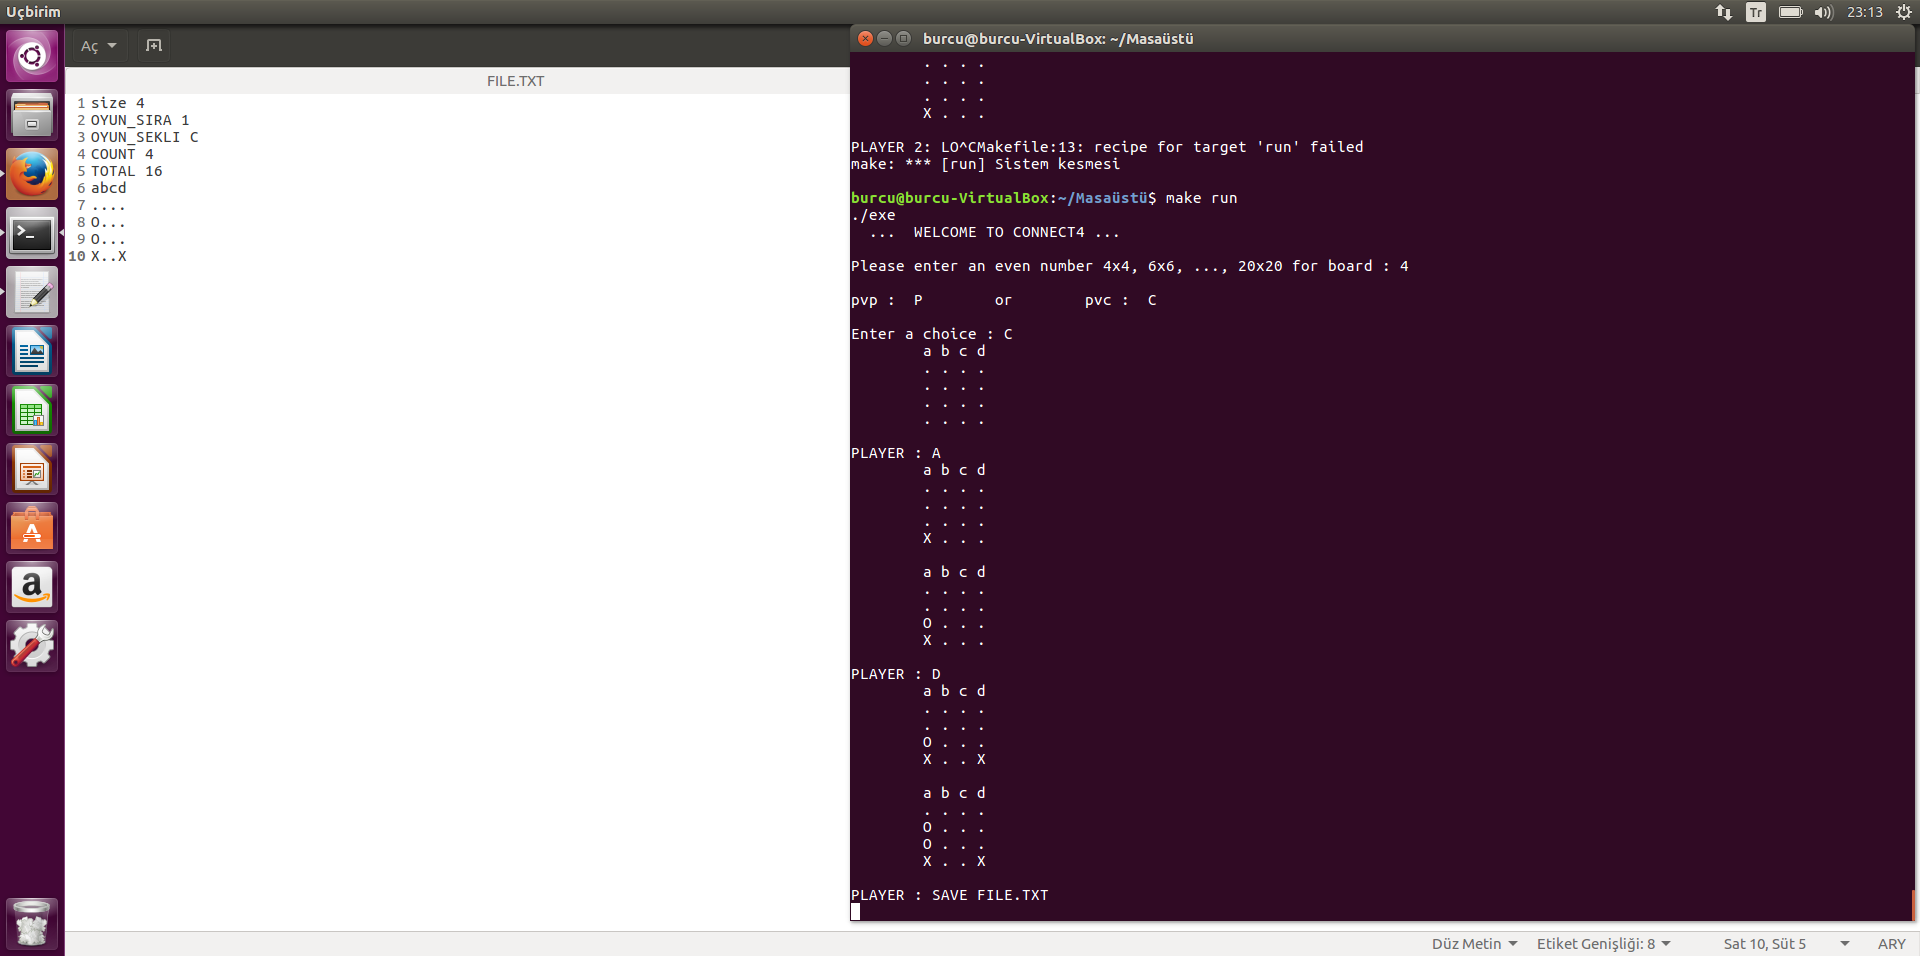 Uçbirim
Tr
23:13
Aç
FILE.TXT
1 size 4
2 OYUN_SIRA 1
3 OYUN_SEKLI C
4 COUNT 4
5 TOTAL 16
6 abcd
7 ....
8 O...
9 O...
10 X..X
burcu@burcu-VirtualBox: ~/Masaüstü
. . . .
. . . .
. . . .
X . . .
PLAYER 2: LO^CMakefile:13: recipe for target 'run' failed
make: *** [run] Sistem kesmesi
burcu@burcu-VirtualBox:~/Masaüstü$ make run
./exe
... WELCOME TO CONNECT4 ...
Please enter an even number 4x4, 6x6, ..., 20x20 for board : 4
pvp : P or pvc : C
Enter a choice : C
a b c d
. . . .
. . . .
. . . .
. . . .
PLAYER : A
a b c d
. . . .
. . . .
. . . .
X . . .
a b c d
. . . .
. . . .
O . . .
X . . .
PLAYER : D
a b c d
. . . .
. . . .
O . . .
X . . X
a b c d
. . . .
O . . .
O . . .
X . . X
PLAYER : SAVE FILE.TXT
Düz Metin
Etiket Genişliği: 8
Sat 10, Süt 5
ARY